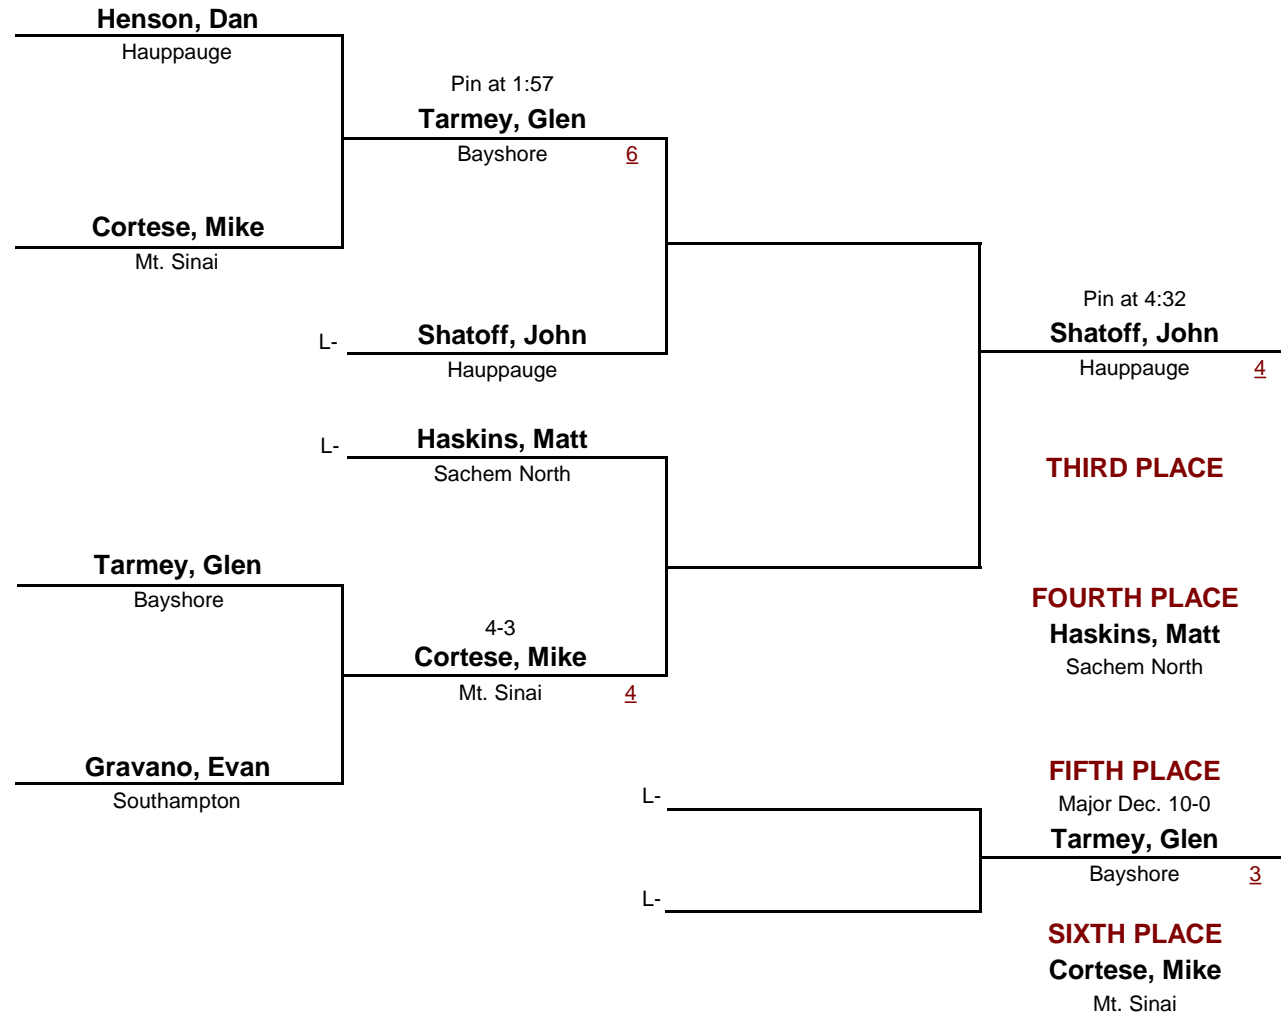 Henson, Dan
Hauppauge
Pin at 1:57
Tarmey, Glen
Bayshore 6
Cortese, Mike
Mt. Sinai
L- Shatoff, John
Hauppauge
Pin at 4:32
Shatoff, John
Hauppauge 4
L- Haskins, Matt
Sachem North
THIRD PLACE
Tarmey, Glen
Bayshore
FOURTH PLACE
Haskins, Matt
Sachem North
4-3
Cortese, Mike
Mt. Sinai 4
Gravano, Evan
Southampton
FIFTH PLACE
L-
Major Dec. 10-0
Tarmey, Glen
Bayshore 3
L-
SIXTH PLACE
Cortese, Mike
Mt. Sinai